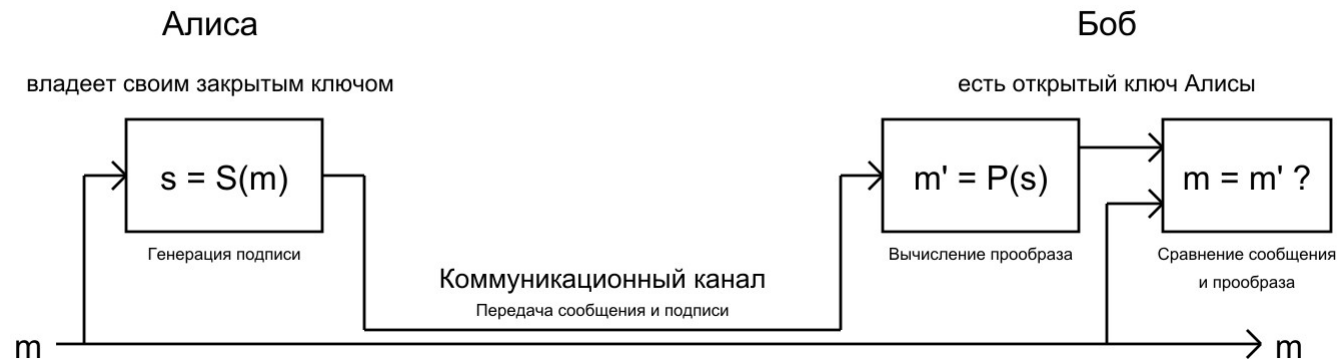 Алиса
Боб
владеет своим закрытым ключом
есть открытый ключ Алисы
s = S(m)
m' = P(s)
m = m' ?
Генерация подписи
Вычисление прообраза
Сравнение сообщения
и прообраза
Коммуникационный канал
Передача сообщения и подписи
m
m